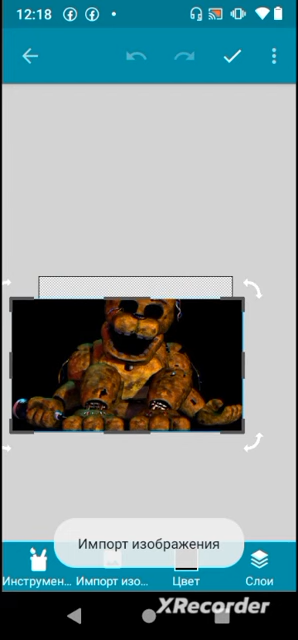 12:18
Импорт изображения
Инструмен...
Импорт изо...
Цвет
Слои
XRecorder